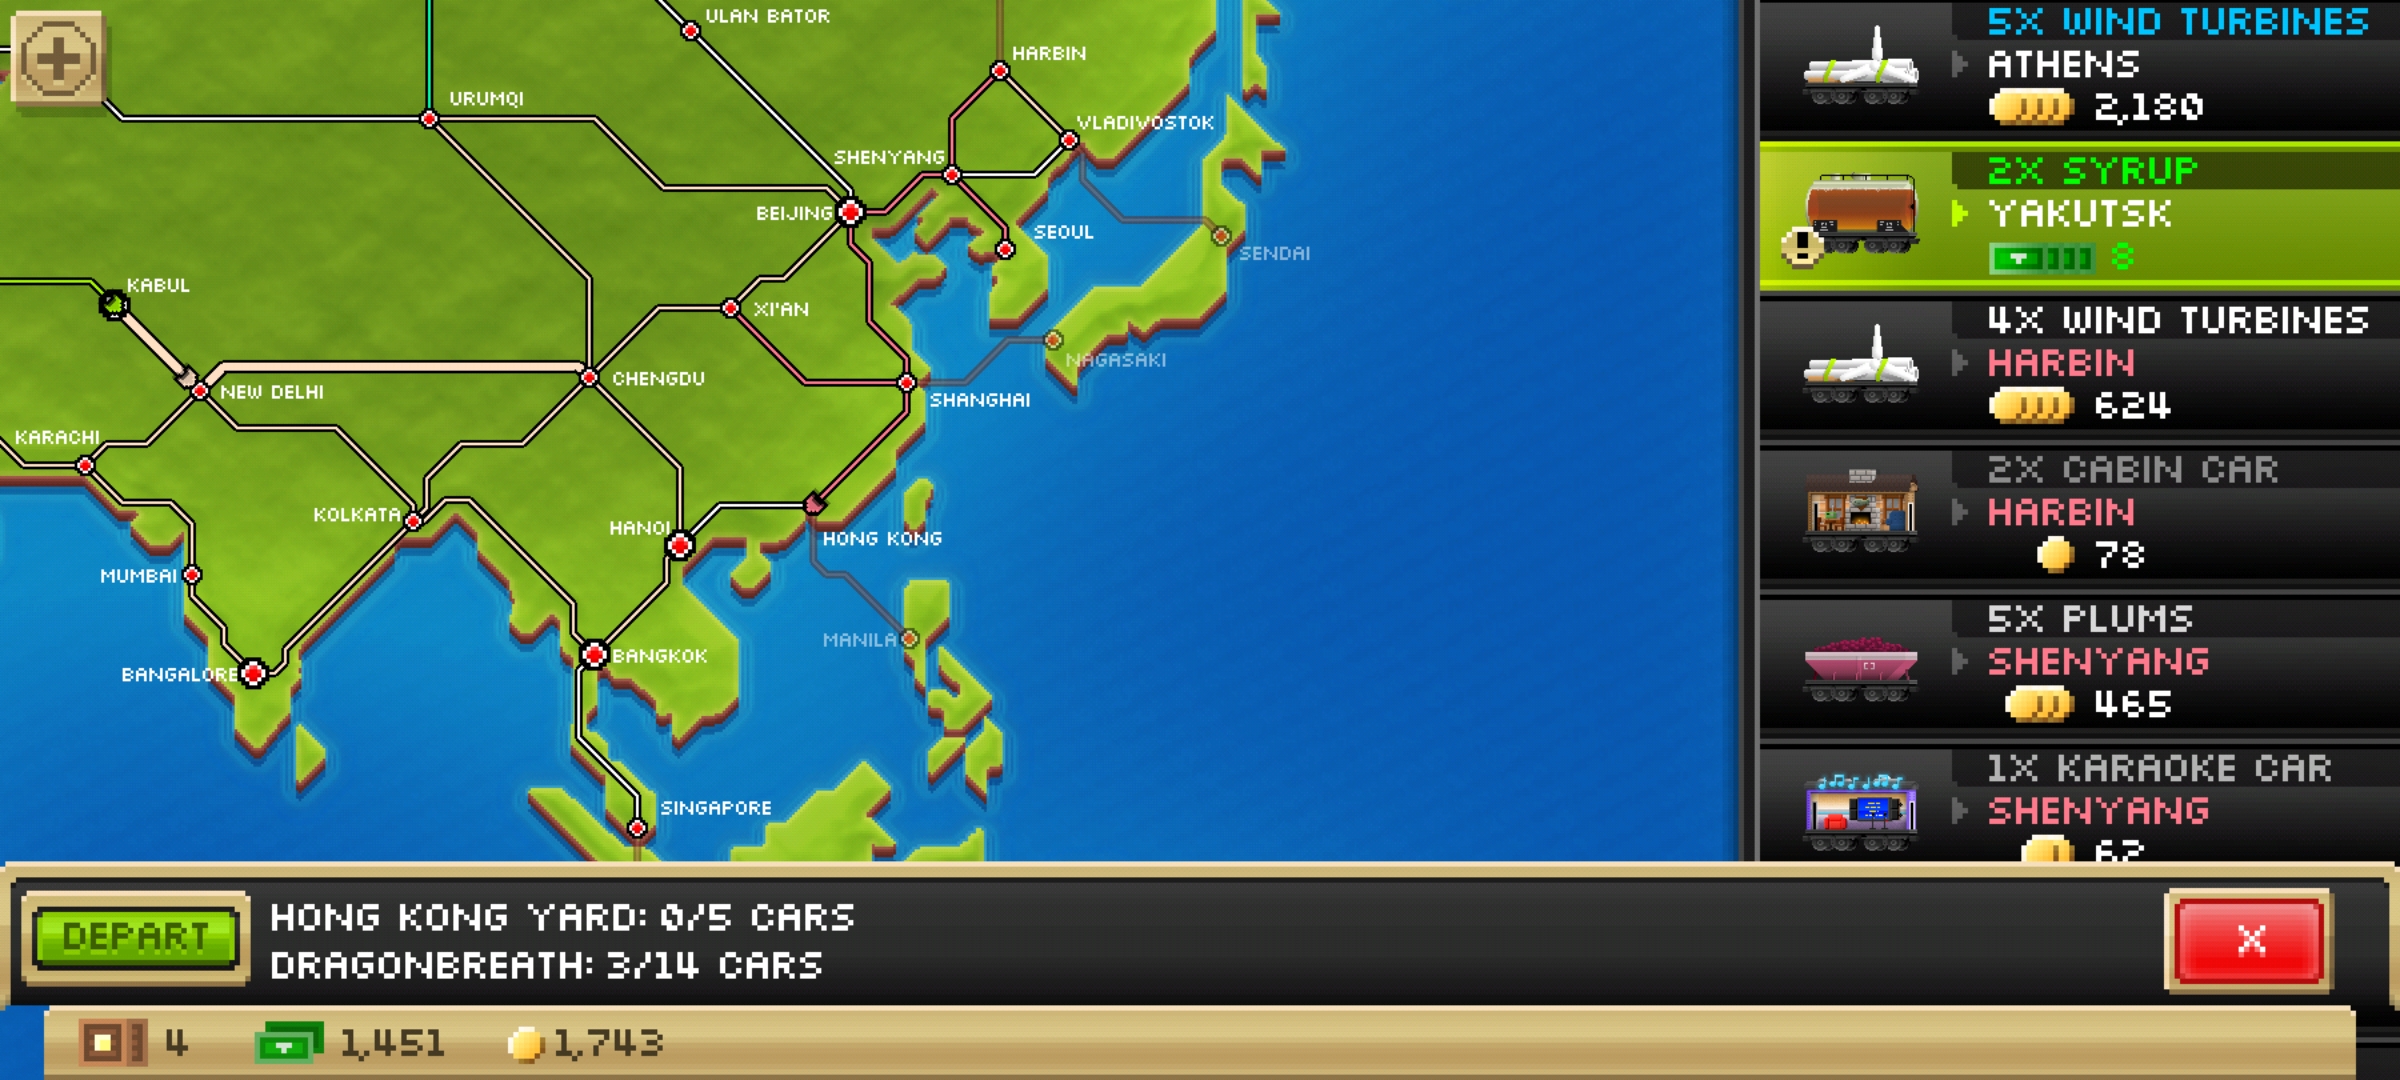 ULAN BATOR
HARBIN
URUMQI
VLADIVOSTOK
SHENYANG
BEIJING
SEOUL
SENDAI
KABUL
XI'AN
NAGASAKI
CHENGDU
NEW DELHI
SHANGHAI
KARACHI
KOLKATA
HANOI
HONG KONG
MUMBAI
MANILA
BANGKOK
BANGALORE
SINGAPORE
5X WIND TURBINES
ATHENS
2,180
2X SYRUP
YAKUTSK
8
4X WIND TURBINES
HARBIN
624
2X CABIN CAR
HARBIN
78
5X PLUMS
SHENYANG
465
1X KARAOKE CAR
SHENYANG
62
DEPART
HONG KONG YARD: 0/5 CARS
DRAGONBREATH: 3/14 CARS
X
4
1,451
1,743